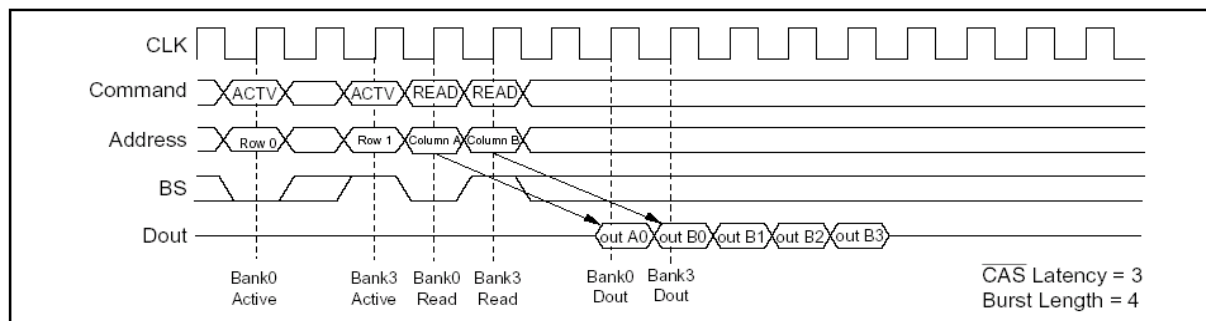 CLK
Command ACTV ACTV READ READ
Address Row 0 Row 1 Column A Column B
BS
Dout out A0 out B0 out B1 out B2 out B3
Bank0 Bank3 Bank0 Bank3 Bank0 Bank3
Active Active Read Read Dout Dout
CAS Latency = 3
Burst Length = 4